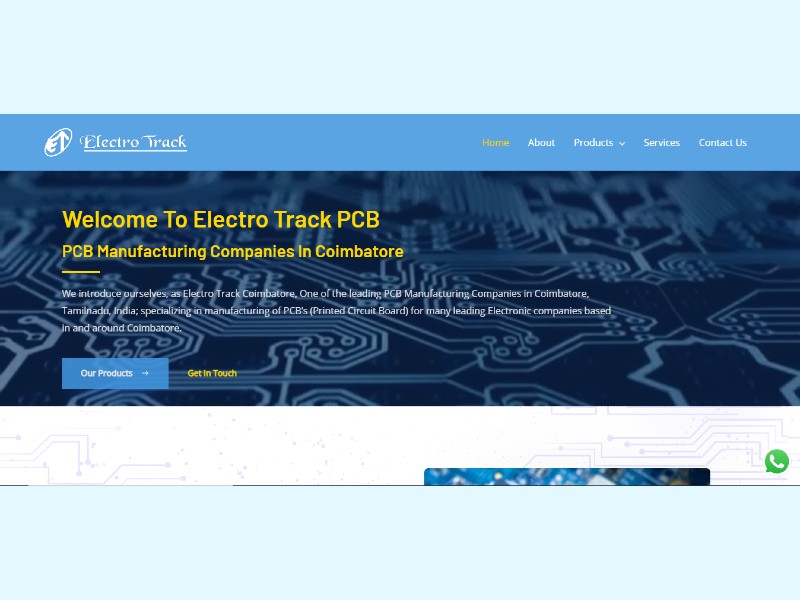 ET Electro Track
Home About Products Services Contact Us
Welcome To Electro Track PCB
PCB Manufacturing Companies In Coimbatore
We introduce ourselves, as Electro Track Coimbatore, One of the leading PCB Manufacturing Companies in Coimbatore,
Tamilnadu, India; specializing in manufacturing of PCB's (Printed Circuit Board) for many leading Electronic companies based
in and around Coimbatore.
Our Products →
Get In Touch